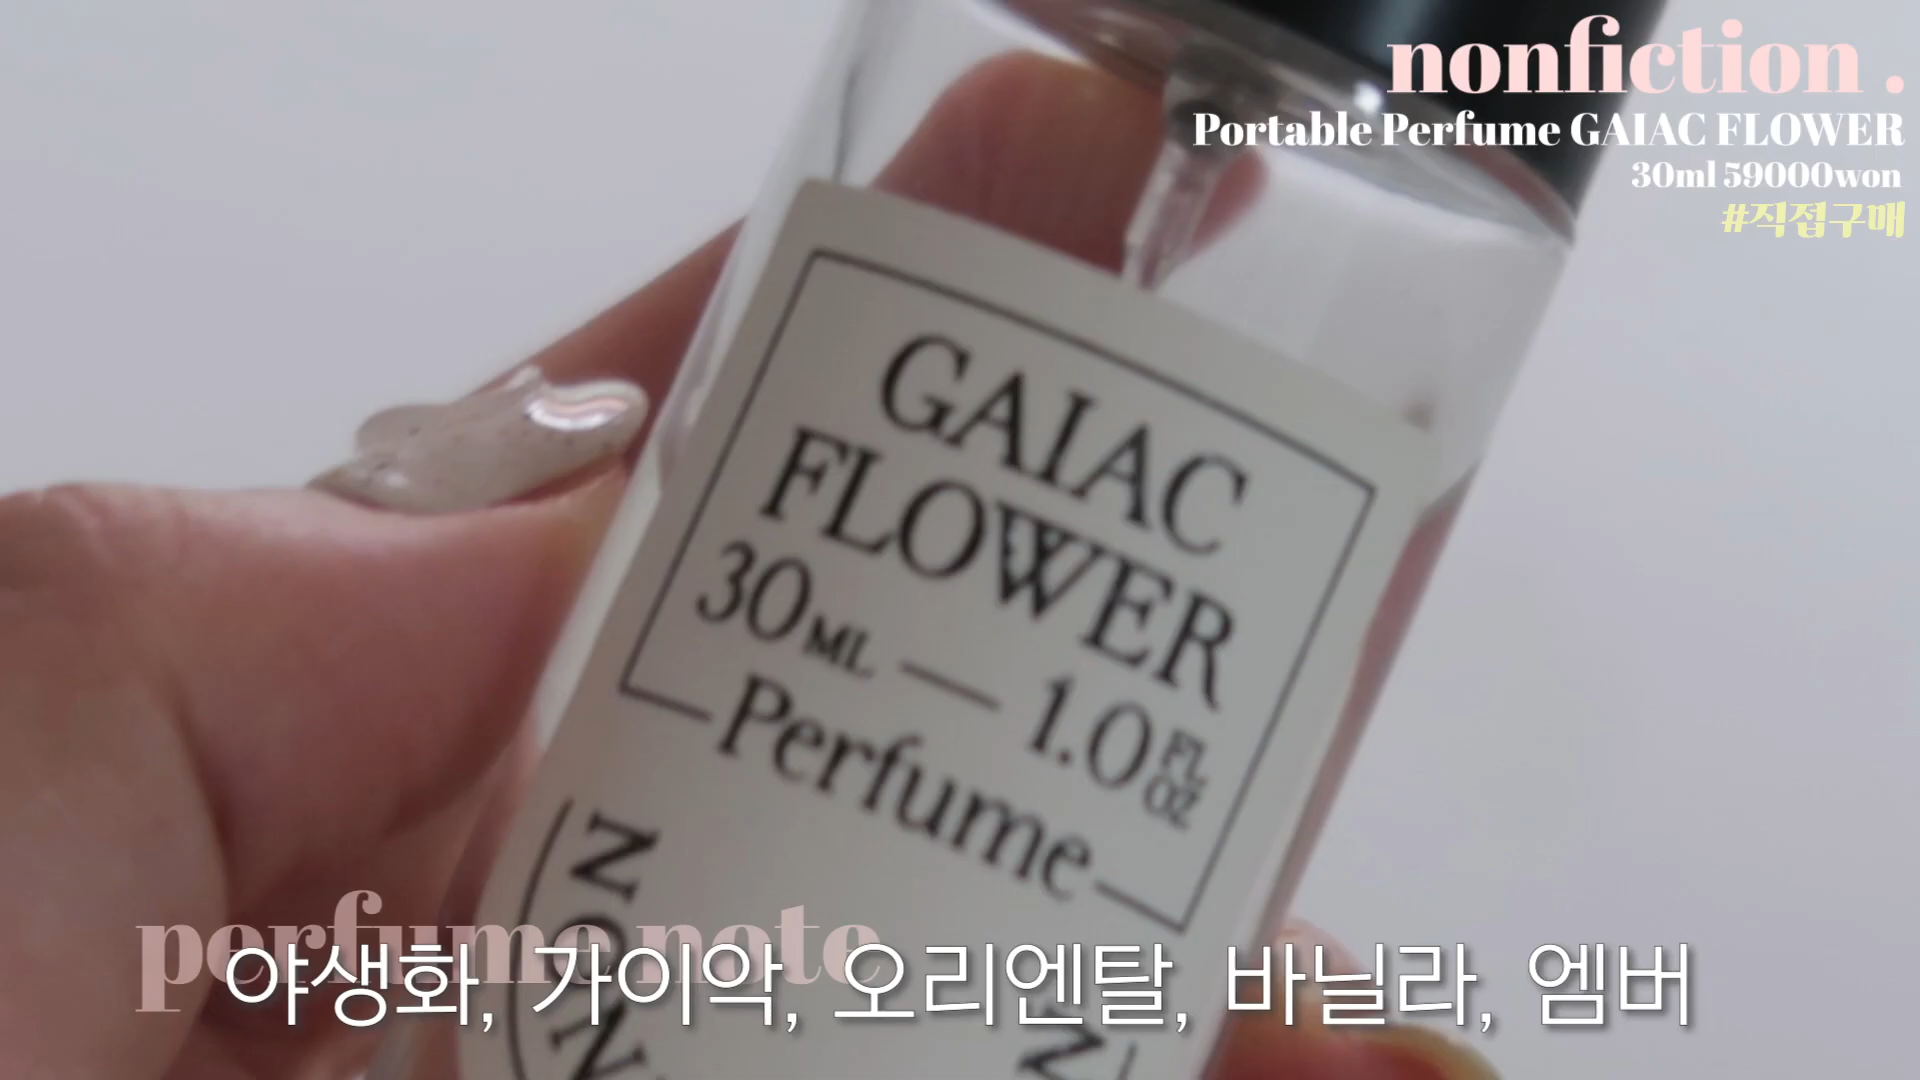 nonfiction .
Portable Perfume GAIAC FLOWER
30ml 59000won
#직접구매
GAIAC
FLOWER
30ML — 1.0 FL OZ
Perfume
perfume note
야생화, 가이악, 오리엔탈, 바닐라, 엠버